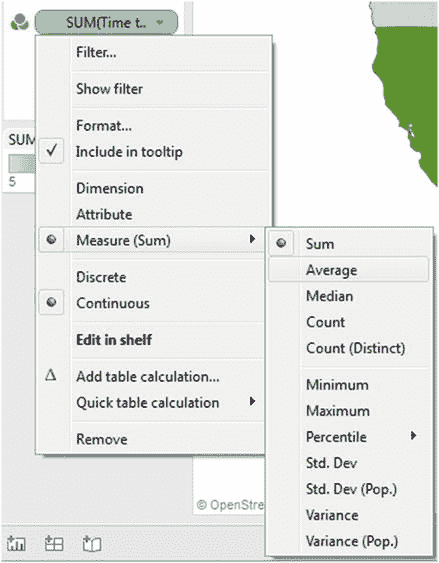 SUM(Time t..
Filter...
Show filter
Format...
Include in tooltip
SUM
5
Dimension
Attribute
Measure (Sum)
Discrete
Continuous
Edit in shelf
Add table calculation...
Quick table calculation
Remove
Sum
Average
Median
Count
Count (Distinct)
Minimum
Maximum
Percentile
Std. Dev
Std. Dev (Pop.)
Variance
Variance (Pop.)
© OpenStre